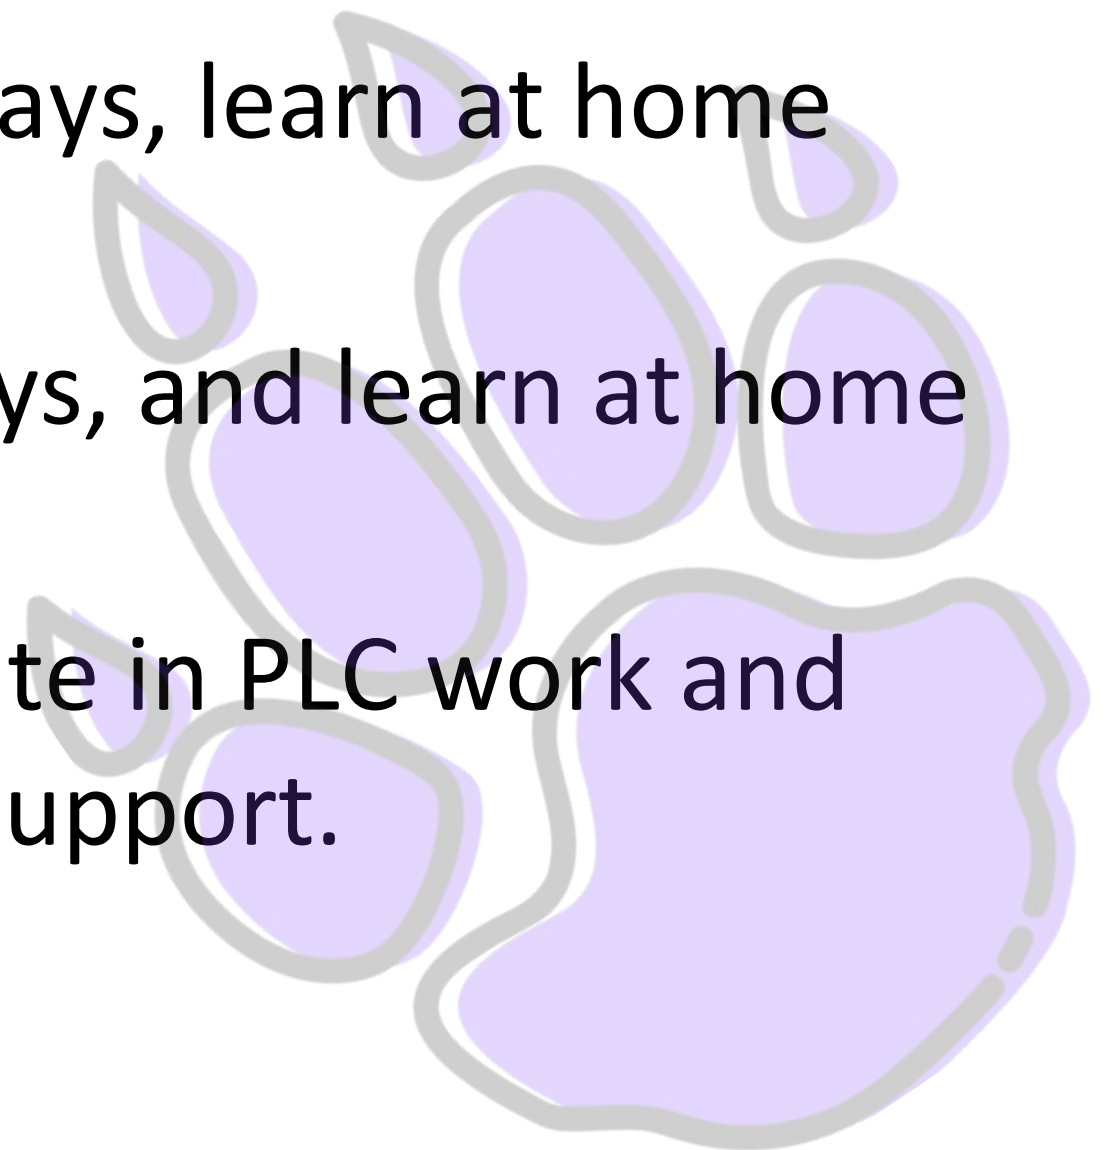 ays, learn at home
ys, and learn at home
te in PLC work and
upport.